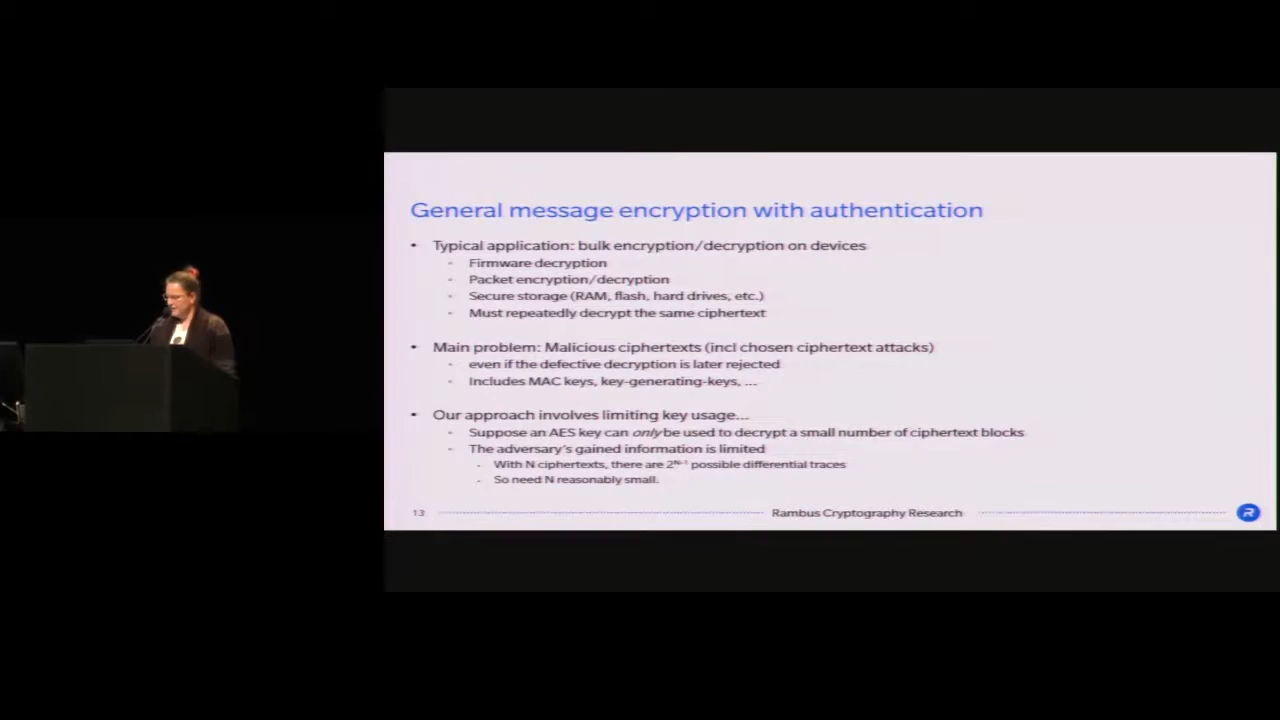 General message encryption with authentication
• Typical application: bulk encryption/decryption on devices
- Firmware decryption
- Packet encryption/decryption
- Secure storage (RAM, flash, hard drives, etc.)
- Must repeatedly decrypt the same ciphertext
• Main problem: Malicious ciphertexts (incl chosen ciphertext attacks)
- even if the defective decryption is later rejected
- Includes MAC keys, key-generating-keys, ...
• Our approach involves limiting key usage...
- Suppose an AES key can only be used to decrypt a small number of ciphertext blocks
- The adversary's gained information is limited
- With N ciphertexts, there are 2ᴺ⁻¹ possible differential traces
- So need N reasonably small.
13 Rambus Cryptography Research R